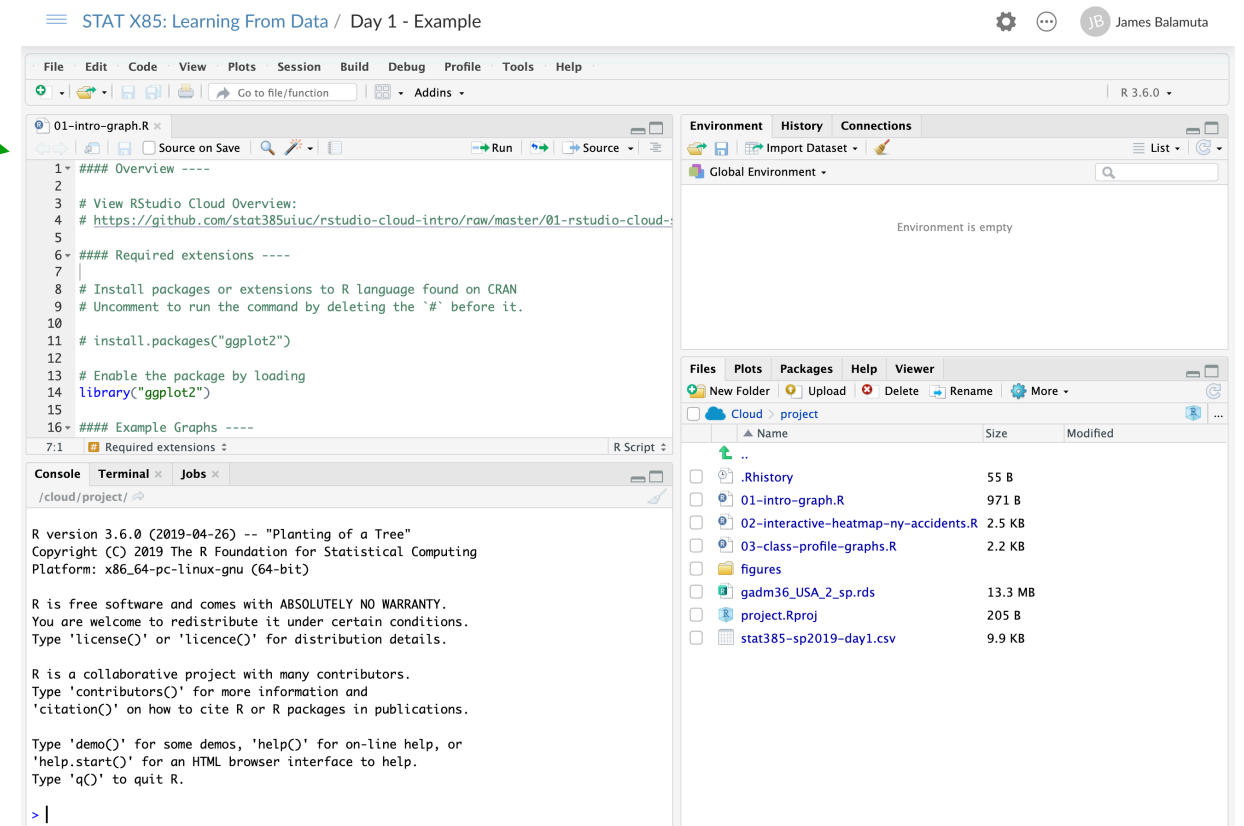 STAT X85: Learning From Data / Day 1 - Example
JB James Balamuta
File Edit Code View Plots Session Build Debug Profile Tools Help
Go to file/function Addins R 3.6.0
01-intro-graph.R
Source on Save Run Source
1 #### Overview ----
2
3 # View RStudio Cloud Overview:
4 # https://github.com/stat385uiuc/rstudio-cloud-intro/raw/master/01-rstudio-cloud-s
5
6 #### Required extensions ----
7
8 # Install packages or extensions to R language found on CRAN
9 # Uncomment to run the command by deleting the `#` before it.
10
11 # install.packages("ggplot2")
12
13 # Enable the package by loading
14 library("ggplot2")
15
16 #### Example Graphs ----
7:1 # Required extensions R Script
Console Terminal Jobs
/cloud/project/
R version 3.6.0 (2019-04-26) -- "Planting of a Tree"
Copyright (C) 2019 The R Foundation for Statistical Computing
Platform: x86_64-pc-linux-gnu (64-bit)
R is free software and comes with ABSOLUTELY NO WARRANTY.
You are welcome to redistribute it under certain conditions.
Type 'license()' or 'licence()' for distribution details.
R is a collaborative project with many contributors.
Type 'contributors()' for more information and
'citation()' on how to cite R or R packages in publications.
Type 'demo()' for some demos, 'help()' for on-line help, or
'help.start()' for an HTML browser interface to help.
Type 'q()' to quit R.
>
Environment History Connections
Import Dataset List
Global Environment
Environment is empty
Files Plots Packages Help Viewer
New Folder Upload Delete Rename More
Cloud > project R ...
Name Size Modified
..
.Rhistory 55 B
01-intro-graph.R 971 B
02-interactive-heatmap-ny-accidents.R 2.5 KB
03-class-profile-graphs.R 2.2 KB
figures
gadm36_USA_2_sp.rds 13.3 MB
project.Rproj 205 B
stat385-sp2019-day1.csv 9.9 KB